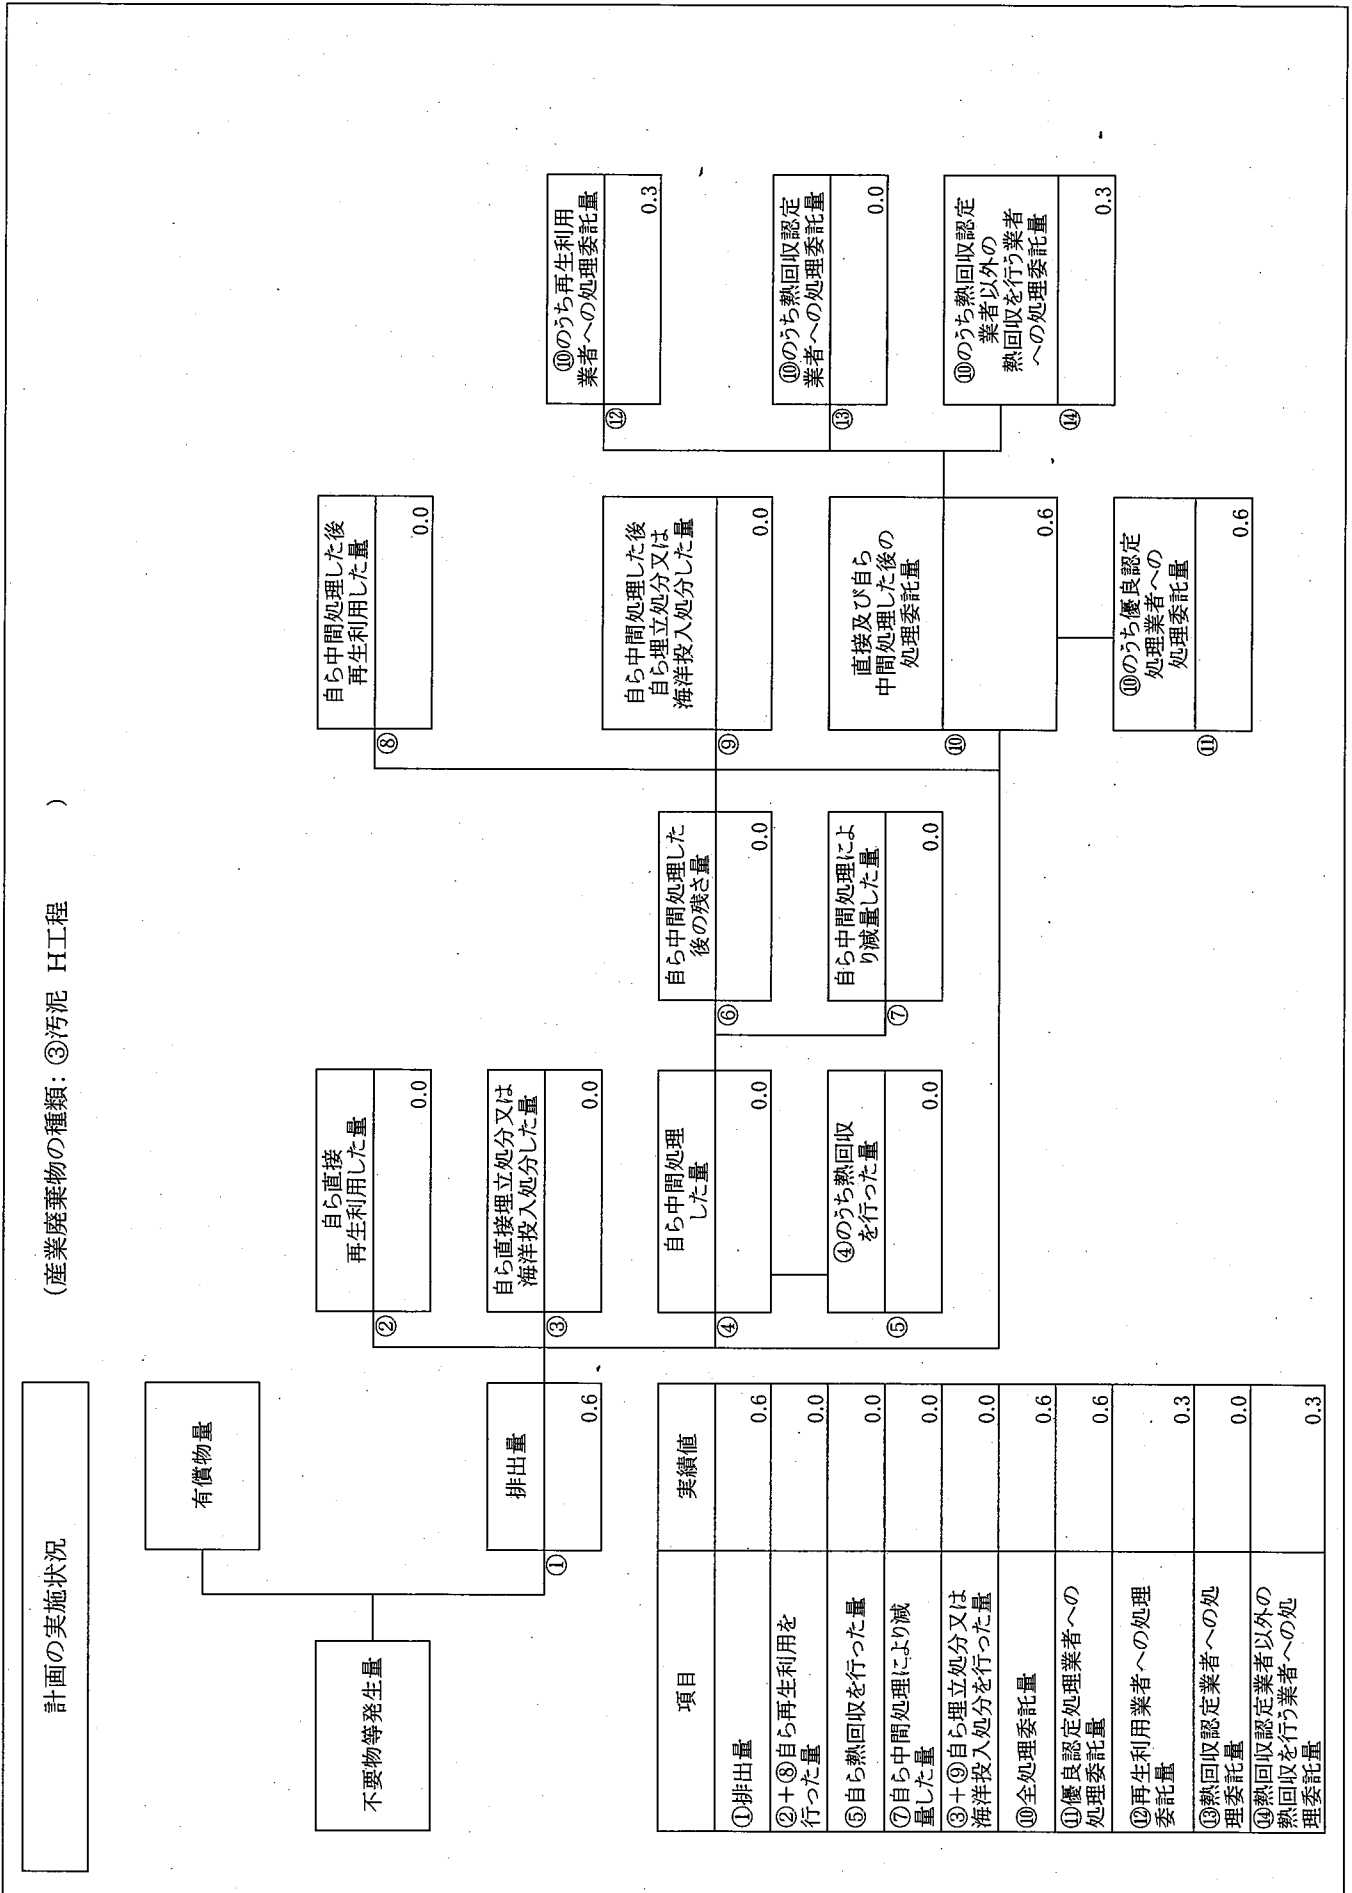 計画の実施状況
(産業廃棄物の種類: ③汚泥 H工程 )
不要物等発生量
有償物量
①
排出量
0.6
②
自ら直接
再生利用した量
0.0
③
自ら直接埋立処分又は
海洋投入処分した量
0.0
④
自ら中間処理
した量
0.0
⑤
④のうち熱回収
を行った量
0.0
⑥
自ら中間処理した
後の残さ量
0.0
⑦
自ら中間処理によ
り減量した量
0.0
⑧
自ら中間処理した後
再生利用した量
0.0
⑨
自ら中間処理した後
自ら埋立処分又は
海洋投入処分した量
0.0
⑩
直接及び自ら
中間処理した後の
処理委託量
0.6
⑪
⑩のうち優良認定
処理業者への
処理委託量
0.6
⑫
⑩のうち再生利用
業者への処理委託量
0.3
⑬
⑩のうち熱回収認定
業者への処理委託量
0.0
⑭
⑩のうち熱回収認定
業者以外の
熱回収を行う業者
への処理委託量
0.3
項目 実績値
①排出量 0.6
②+⑧自ら再生利用を
行った量 0.0
⑤自ら熱回収を行った量 0.0
⑦自ら中間処理により減
量した量 0.0
③+⑨自ら埋立処分又は
海洋投入処分を行った量 0.0
⑩全処理委託量 0.6
⑪優良認定処理業者への
処理委託量 0.6
⑫再生利用業者への処理
委託量 0.3
⑬熱回収認定業者への処
理委託量 0.0
⑭熱回収認定業者以外の
熱回収を行う業者への処
理委託量 0.3